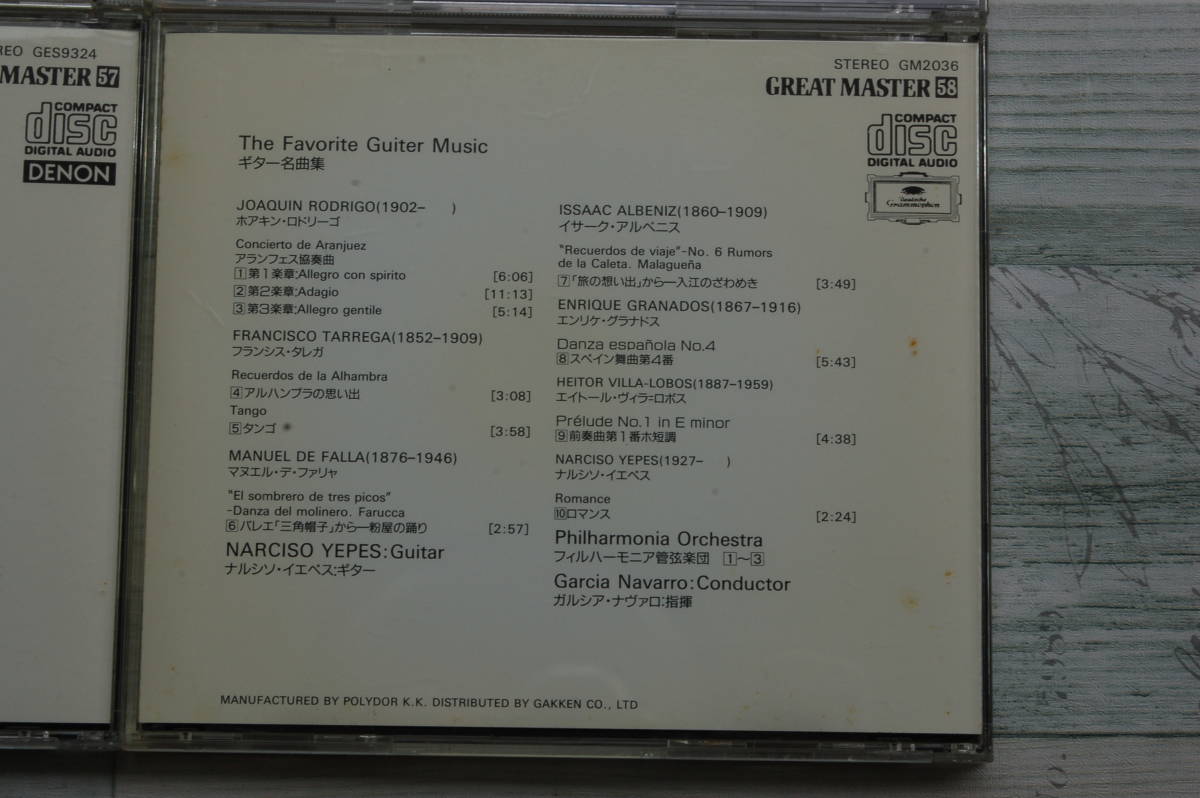 REO GES9324
MASTER 57
COMPACT
disc
DIGITAL AUDIO
DENON
STEREO GM2036
GREAT MASTER 58
COMPACT
disc
DIGITAL AUDIO
Deutsche
Grammophon
The Favorite Guiter Music
ギター名曲集
JOAQUIN RODRIGO(1902– )
ホアキン・ロドリーゴ
Concierto de Aranjuez
アランフェス協奏曲
1 第1楽章;Allegro con spirito [6:06]
2 第2楽章;Adagio [11:13]
3 第3楽章;Allegro gentile [5:14]
FRANCISCO TARREGA(1852–1909)
フランシス・タレガ
Recuerdos de la Alhambra
4 アルハンブラの思い出 [3:08]
Tango
5 タンゴ [3:58]
MANUEL DE FALLA(1876–1946)
マヌエル・デ・ファリャ
"El sombrero de tres picos"
-Danza del molinero. Farucca
6 バレエ「三角帽子」から―粉屋の踊り [2:57]
NARCISO YEPES:Guitar
ナルシソ・イエペス:ギター
ISSAAC ALBENIZ(1860–1909)
イサーク・アルベニス
"Recuerdos de viaje"-No. 6 Rumors
de la Caleta. Malagueña
7 「旅の想い出」から―入江のざわめき [3:49]
ENRIQUE GRANADOS(1867–1916)
エンリケ・グラナドス
Danza española No.4
8 スペイン舞曲第4番 [5:43]
HEITOR VILLA-LOBOS(1887–1959)
エイトール・ヴィラ=ロボス
Prélude No.1 in E minor
9 前奏曲第1番ホ短調 [4:38]
NARCISO YEPES(1927– )
ナルシソ・イエペス
Romance
10 ロマンス [2:24]
Philharmonia Orchestra
フィルハーモニア管弦楽団 1～3
Garcia Navarro:Conductor
ガルシア・ナヴァロ:指揮
MANUFACTURED BY POLYDOR K.K. DISTRIBUTED BY GAKKEN CO., LTD